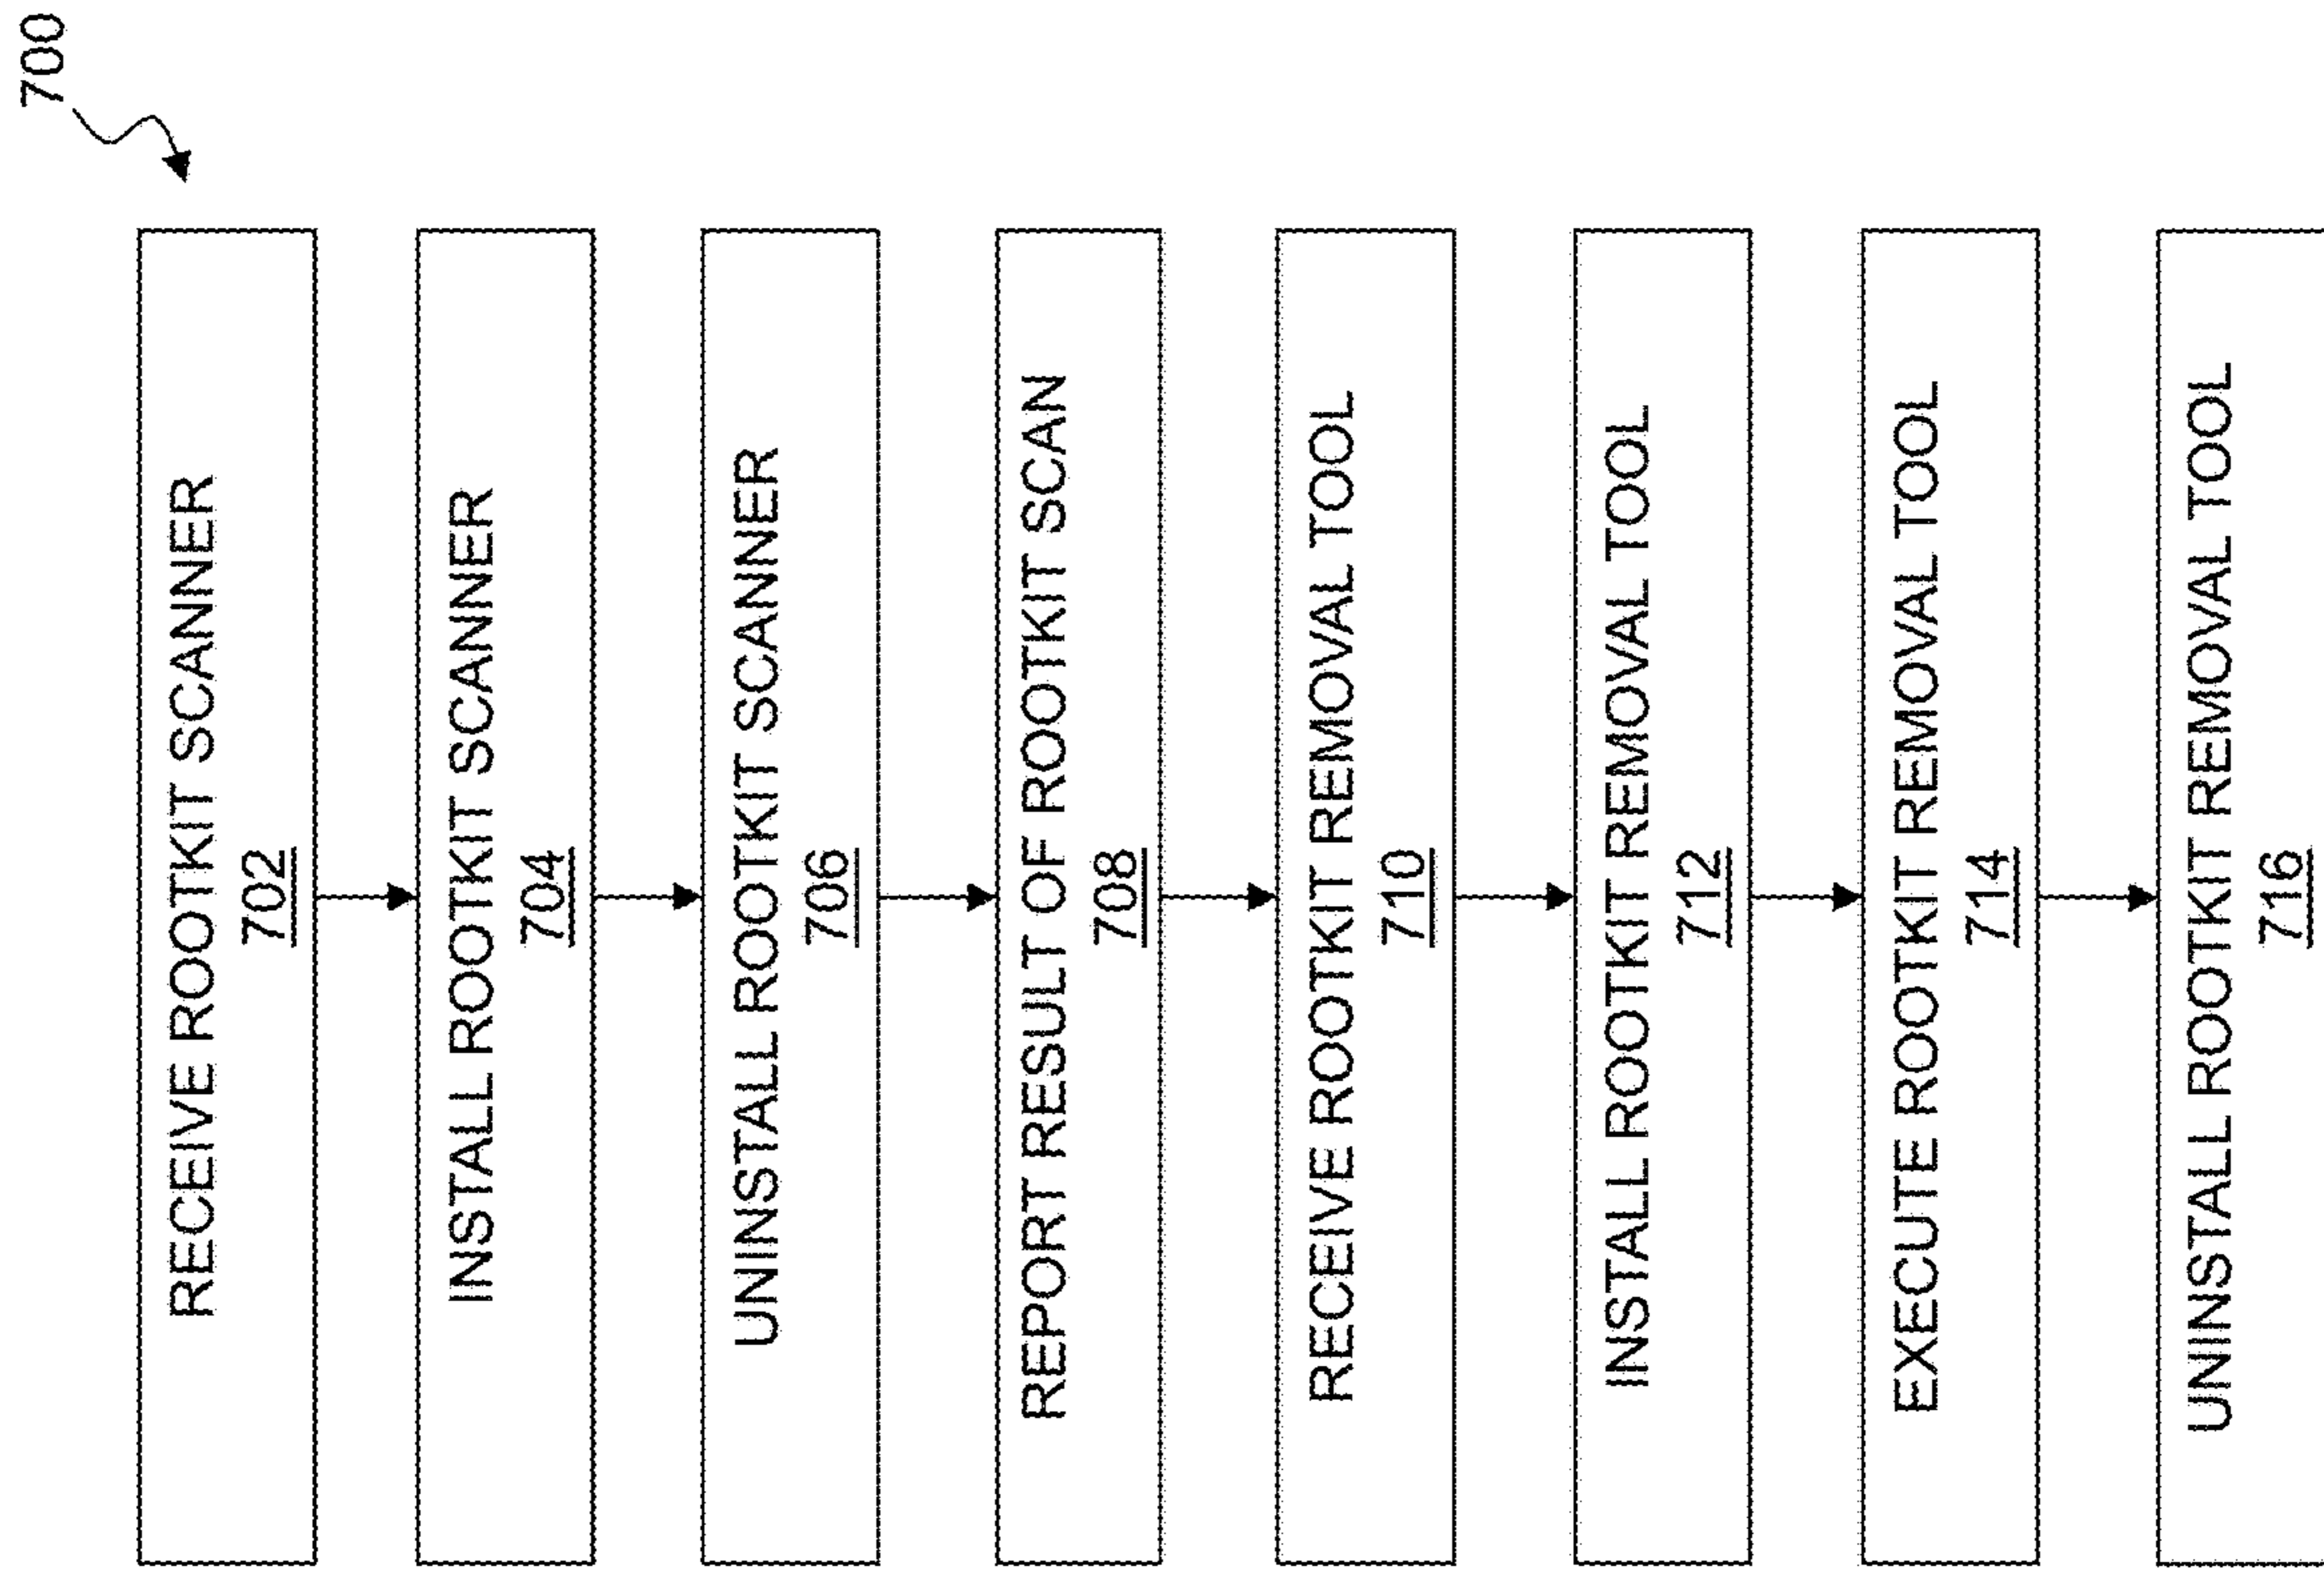 700
RECEIVE ROOTKIT SCANNER
702
INSTALL ROOTKIT SCANNER
704
UNINSTALL ROOTKIT SCANNER
706
REPORT RESULT OF ROOTKIT SCAN
708
RECEIVE ROOTKIT REMOVAL TOOL
710
INSTALL ROOTKIT REMOVAL TOOL
712
EXECUTE ROOTKIT REMOVAL TOOL
714
UNINSTALL ROOTKIT REMOVAL TOOL
716